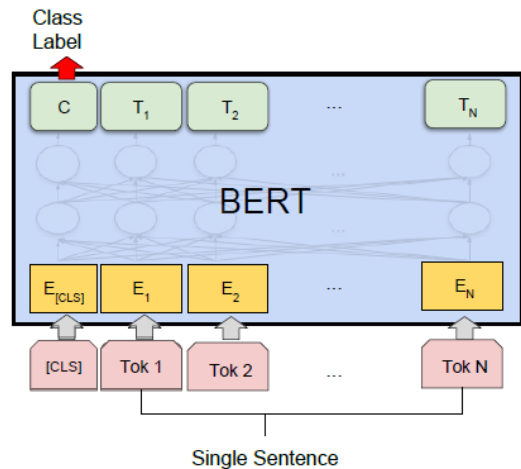 Class
Label
C T1 T2 ... TN
...
BERT
...
E[CLS] E1 E2 ... EN
[CLS] Tok 1 Tok 2 ... Tok N
Single Sentence